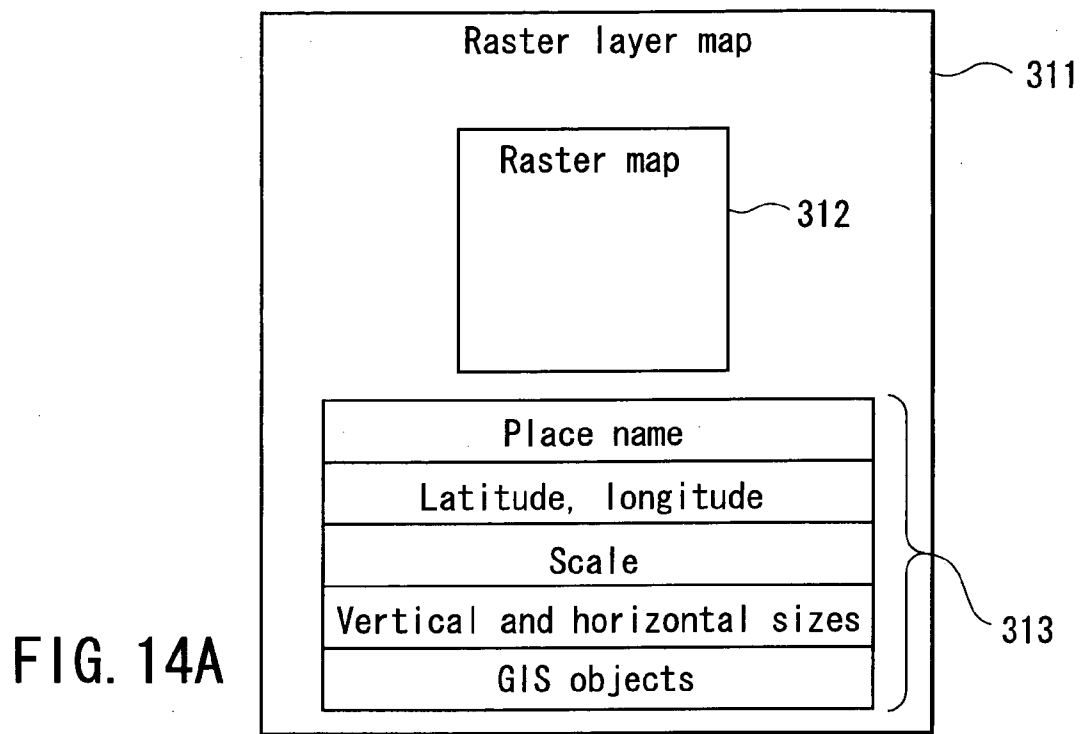 Raster layer map
311
Raster map
312
Place name
Latitude, longitude
Scale
Vertical and horizontal sizes
313
GIS objects
FIG. 14A